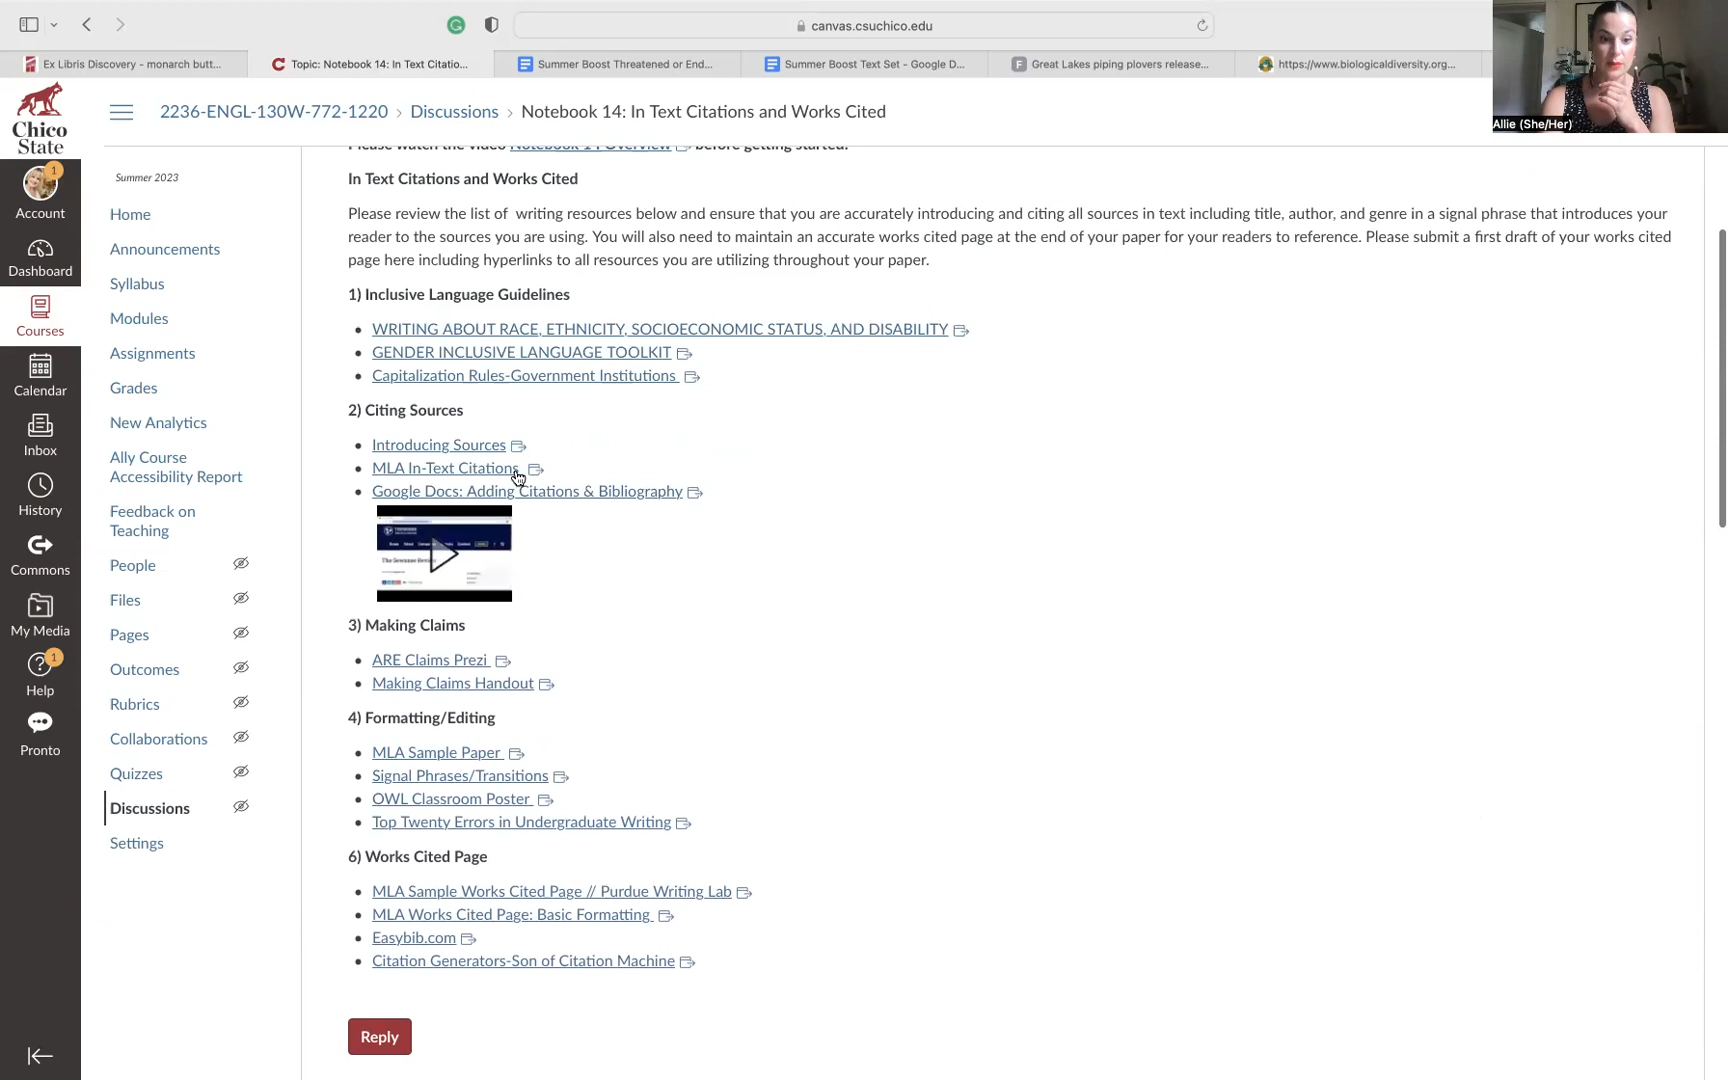 canvas.csuchico.edu
Ex Libris Discovery - monarch butt...
Topic: Notebook 14: In Text Citatio...
Summer Boost Threatened or End...
Summer Boost Text Set - Google D...
Great Lakes piping plovers release...
https://www.biologicaldiversity.org...
Allie (She/Her)
Chico
State
2236-ENGL-130W-772-1220 › Discussions › Notebook 14: In Text Citations and Works Cited
1
Account
Dashboard
Courses
Calendar
Inbox
History
Commons
My Media
1
Help
Pronto
Summer 2023
Home
Announcements
Syllabus
Modules
Assignments
Grades
New Analytics
Ally Course
Accessibility Report
Feedback on
Teaching
People
Files
Pages
Outcomes
Rubrics
Collaborations
Quizzes
Discussions
Settings
Please watch the video Notebook 14 Overview before getting started.
In Text Citations and Works Cited
Please review the list of writing resources below and ensure that you are accurately introducing and citing all sources in text including title, author, and genre in a signal phrase that introduces your
reader to the sources you are using. You will also need to maintain an accurate works cited page at the end of your paper for your readers to reference. Please submit a first draft of your works cited
page here including hyperlinks to all resources you are utilizing throughout your paper.
1) Inclusive Language Guidelines
• WRITING ABOUT RACE, ETHNICITY, SOCIOECONOMIC STATUS, AND DISABILITY
• GENDER INCLUSIVE LANGUAGE TOOLKIT
• Capitalization Rules-Government Institutions
2) Citing Sources
• Introducing Sources
• MLA In-Text Citations
• Google Docs: Adding Citations & Bibliography
3) Making Claims
• ARE Claims Prezi
• Making Claims Handout
4) Formatting/Editing
• MLA Sample Paper
• Signal Phrases/Transitions
• OWL Classroom Poster
• Top Twenty Errors in Undergraduate Writing
6) Works Cited Page
• MLA Sample Works Cited Page // Purdue Writing Lab
• MLA Works Cited Page: Basic Formatting
• Easybib.com
• Citation Generators-Son of Citation Machine
Reply